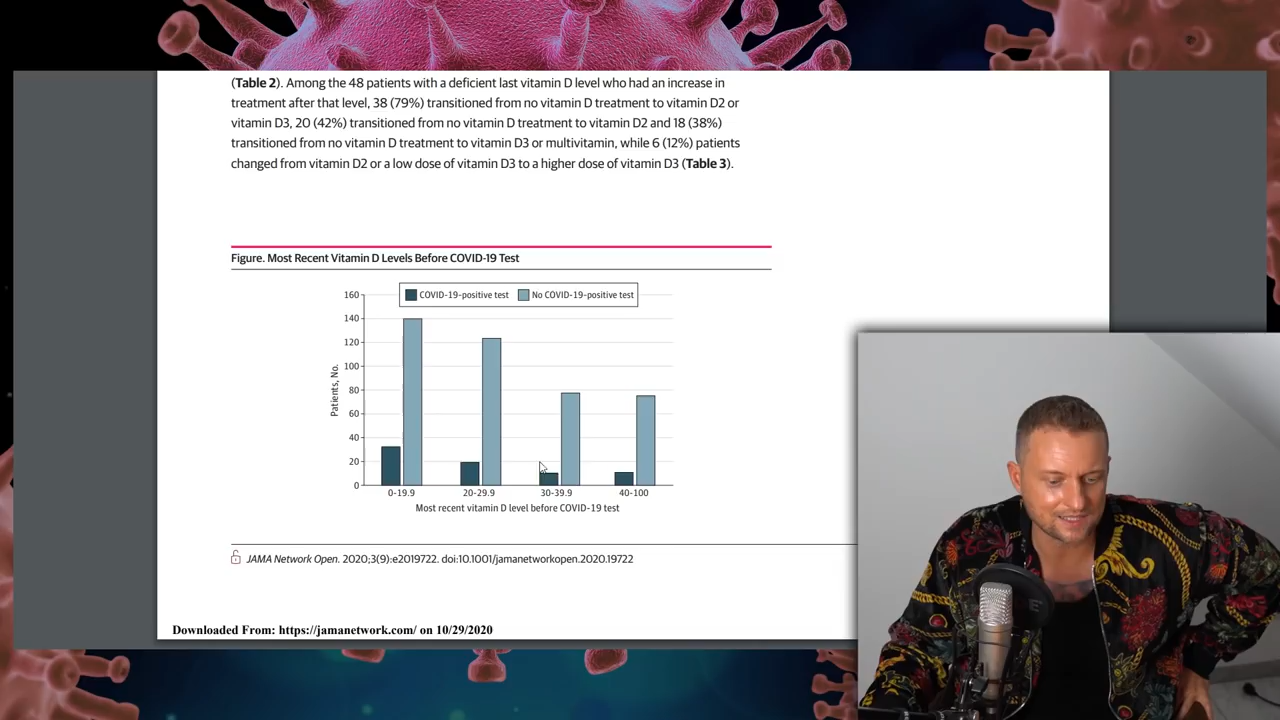 (Table 2). Among the 48 patients with a deficient last vitamin D level who had an increase in
treatment after that level, 38 (79%) transitioned from no vitamin D treatment to vitamin D2 or
vitamin D3, 20 (42%) transitioned from no vitamin D treatment to vitamin D2 and 18 (38%)
transitioned from no vitamin D treatment to vitamin D3 or multivitamin, while 6 (12%) patients
changed from vitamin D2 or a low dose of vitamin D3 to a higher dose of vitamin D3 (Table 3).
Figure. Most Recent Vitamin D Levels Before COVID-19 Test
COVID-19-positive test No COVID-19-positive test
160
140
120
100
80
60
40
20
0
Patients, No.
0-19.9 20-29.9 30-39.9 40-100
Most recent vitamin D level before COVID-19 test
JAMA Network Open. 2020;3(9):e2019722. doi:10.1001/jamanetworkopen.2020.19722
Downloaded From: https://jamanetwork.com/ on 10/29/2020